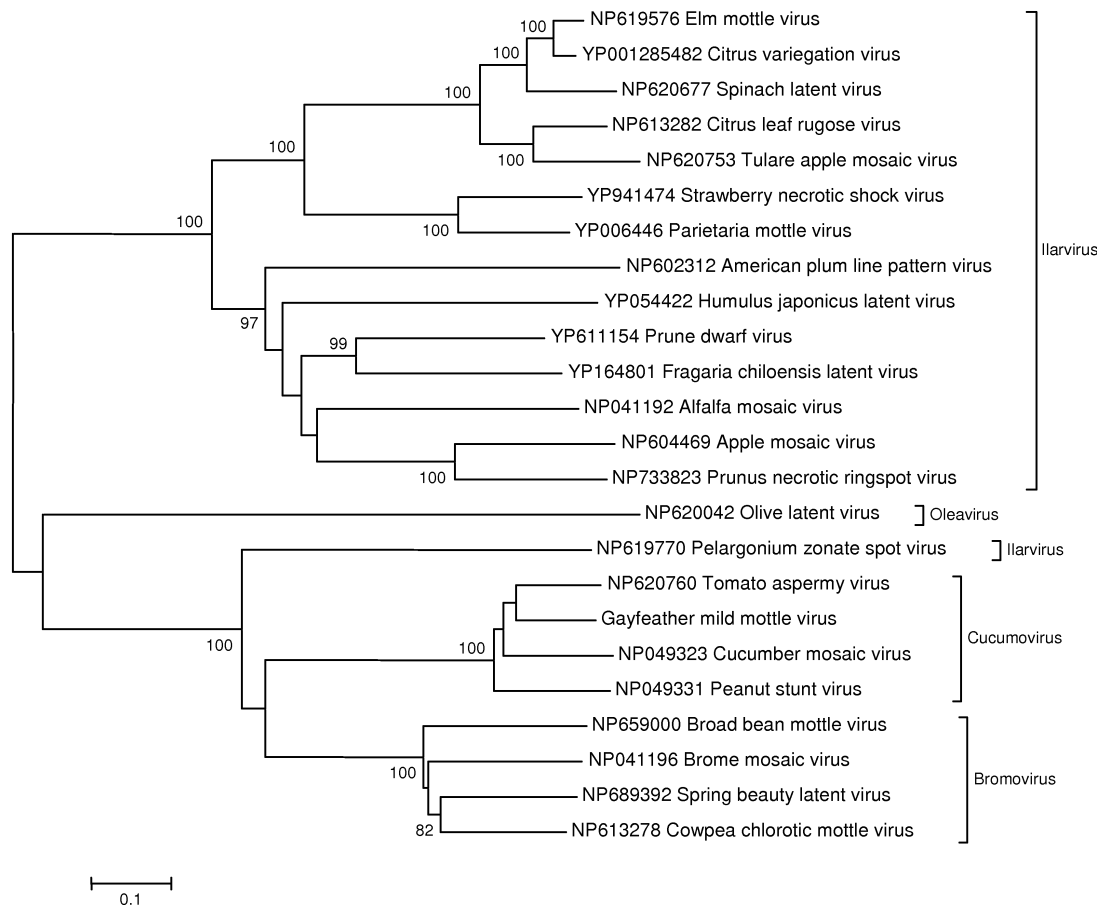 100
NP619576 Elm mottle virus
100
YP001285482 Citrus variegation virus
100
NP620677 Spinach latent virus
NP613282 Citrus leaf rugose virus
100
100
NP620753 Tulare apple mosaic virus
YP941474 Strawberry necrotic shock virus
100
100
YP006446 Parietaria mottle virus
Ilarvirus
NP602312 American plum line pattern virus
YP054422 Humulus japonicus latent virus
97
99
YP611154 Prune dwarf virus
YP164801 Fragaria chiloensis latent virus
NP041192 Alfalfa mosaic virus
NP604469 Apple mosaic virus
100
NP733823 Prunus necrotic ringspot virus
NP620042 Olive latent virus
Oleavirus
NP619770 Pelargonium zonate spot virus
Ilarvirus
NP620760 Tomato aspermy virus
Gayfeather mild mottle virus
100
100
Cucumovirus
NP049323 Cucumber mosaic virus
NP049331 Peanut stunt virus
NP659000 Broad bean mottle virus
NP041196 Brome mosaic virus
100
Bromovirus
NP689392 Spring beauty latent virus
82
NP613278 Cowpea chlorotic mottle virus
0.1